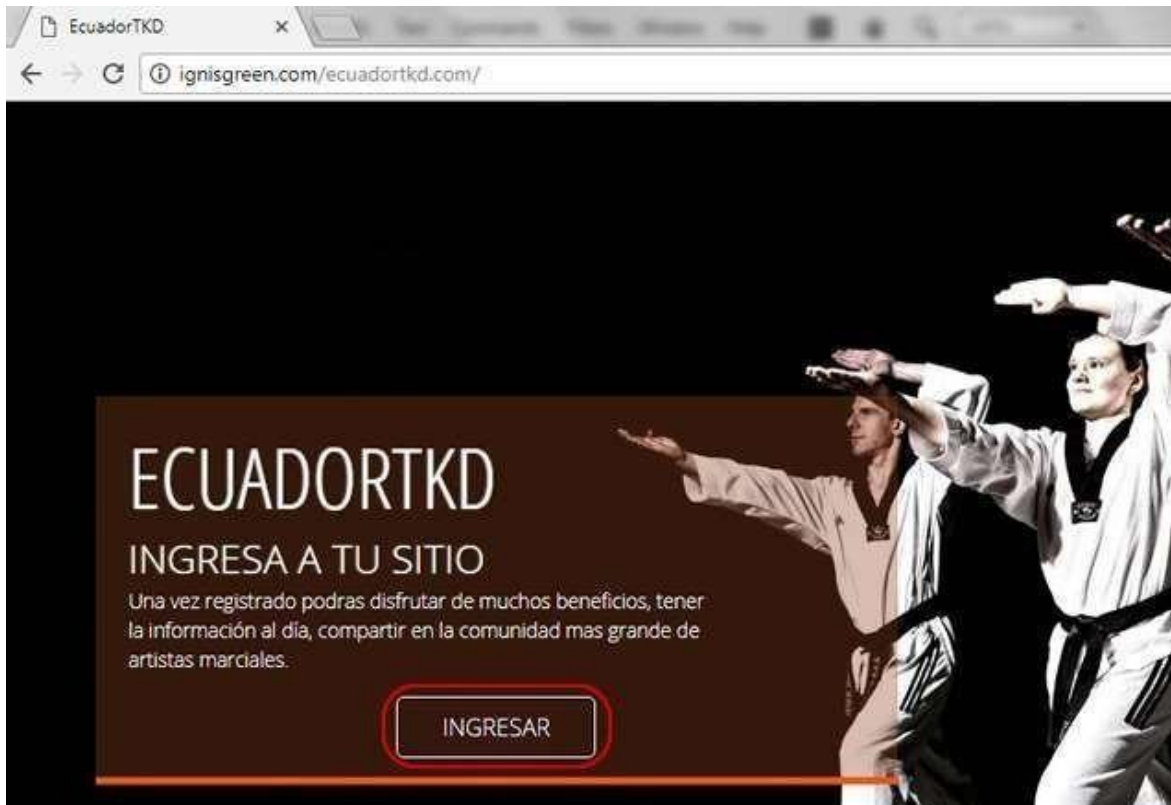 EcuadorTKD
ignisgreen.com/ecuadortkd.com/
ECUADORTKD
INGRESA A TU SITIO
Una vez registrado podras disfrutar de muchos beneficios, tener
la información al día, compartir en la comunidad mas grande de
artistas marciales.
INGRESAR